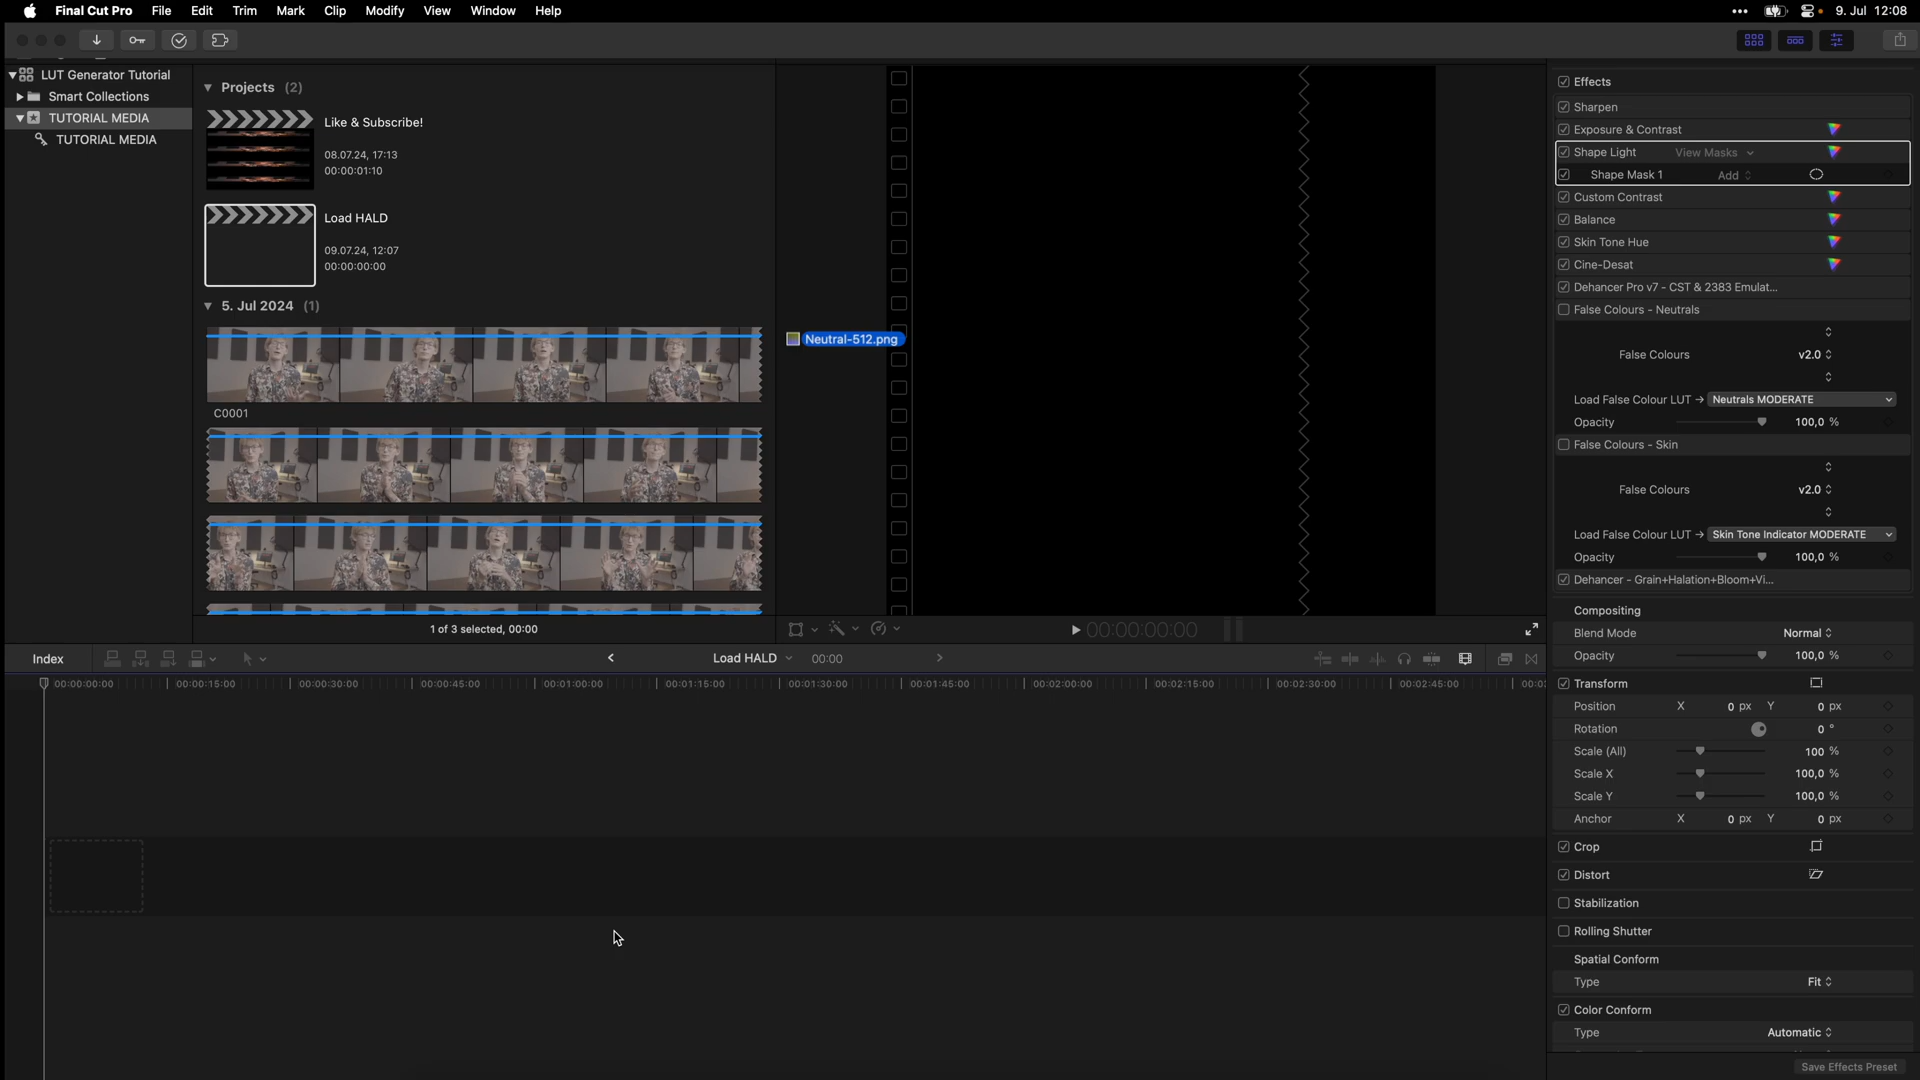 Final Cut Pro File Edit Trim Mark Clip Modify View Window Help 9. Jul 12:08
LUT Generator Tutorial
Smart Collections
TUTORIAL MEDIA
TUTORIAL MEDIA
Projects (2)
Like & Subscribe!
08.07.24, 17:13
00:00:01:10
Load HALD
09.07.24, 12:07
00:00:00:00
5. Jul 2024 (1)
C0001
1 of 3 selected, 00:00
Neutral-512.png
00:00:00:00
Effects
Sharpen
Exposure & Contrast
Shape Light View Masks
Shape Mask 1 Add
Custom Contrast
Balance
Skin Tone Hue
Cine-Desat
Dehancer Pro v7 - CST & 2383 Emulat...
False Colours - Neutrals
False Colours v2.0
Load False Colour LUT → Neutrals MODERATE
Opacity 100,0 %
False Colours - Skin
False Colours v2.0
Load False Colour LUT → Skin Tone Indicator MODERATE
Opacity 100,0 %
Dehancer - Grain+Halation+Bloom+Vi...
Compositing
Blend Mode Normal
Opacity 100,0 %
Transform
Position X 0 px Y 0 px
Rotation 0 °
Scale (All) 100 %
Scale X 100,0 %
Scale Y 100,0 %
Anchor X 0 px Y 0 px
Crop
Distort
Stabilization
Rolling Shutter
Spatial Conform
Type Fit
Color Conform
Type Automatic
Save Effects Preset
Index Load HALD 00:00
00:00:00:00 00:00:15:00 00:00:30:00 00:00:45:00 00:01:00:00 00:01:15:00 00:01:30:00 00:01:45:00 00:02:00:00 00:02:15:00 00:02:30:00 00:02:45:00